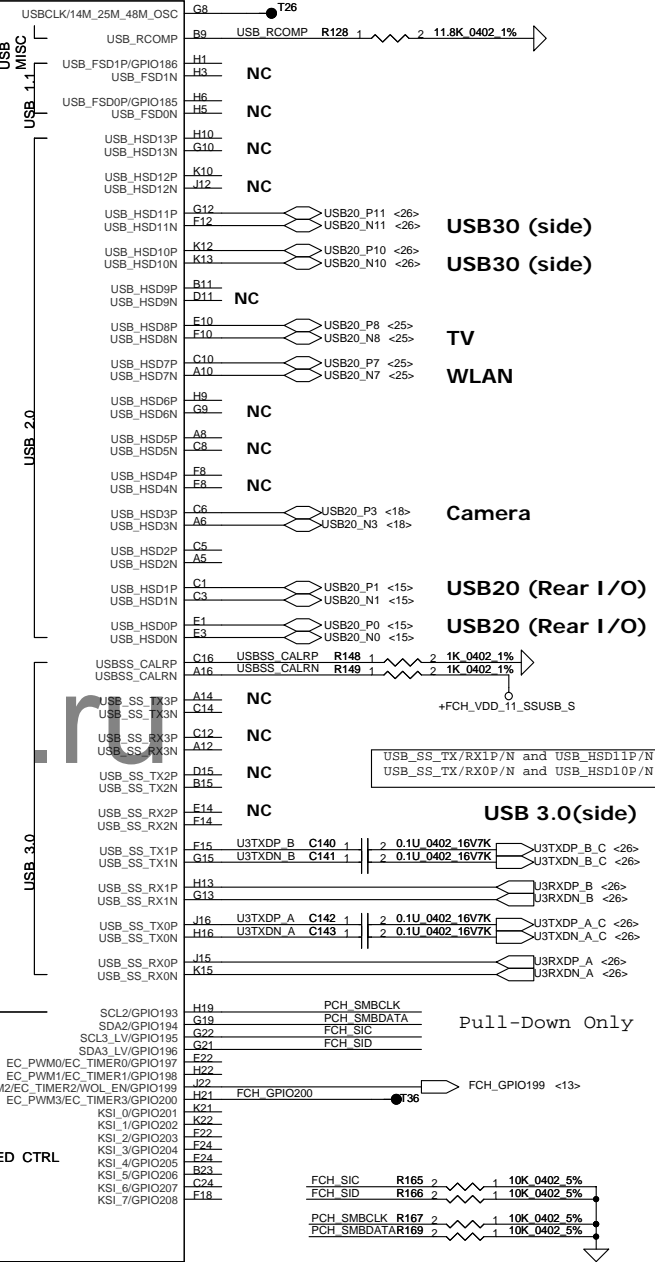 USBCLK/14M_25M_48M_OSC G8 T26
USB_RCOMP B9 USB_RCOMP R128 1 2 11.8K_0402_1%
USB MISC
USB_FSD1P/GPIO186 H1
USB_FSD1N H3 NC
USB 1.1
USB_FSD0P/GPIO185 H6
USB_FSD0N H5 NC
USB_HSD13P H10
USB_HSD13N G10 NC
USB_HSD12P K10
USB_HSD12N J12 NC
USB_HSD11P G12 USB20_P11 <26>
USB_HSD11N F12 USB20_N11 <26>
USB30 (side)
USB_HSD10P K12 USB20_P10 <26>
USB_HSD10N K13 USB20_N10 <26>
USB30 (side)
USB_HSD9P B11
USB_HSD9N D11 NC
USB_HSD8P E10 USB20_P8 <25>
USB_HSD8N F10 USB20_N8 <25>
TV
USB_HSD7P C10 USB20_P7 <25>
USB_HSD7N A10 USB20_N7 <25>
WLAN
USB_HSD6P H9
USB_HSD6N G9 NC
USB 2.0
USB_HSD5P A8
USB_HSD5N C8 NC
USB_HSD4P F8
USB_HSD4N E8 NC
USB_HSD3P C6 USB20_P3 <18>
USB_HSD3N A6 USB20_N3 <18>
Camera
USB_HSD2P C5
USB_HSD2N A5
USB_HSD1P C1 USB20_P1 <15>
USB_HSD1N C3 USB20_N1 <15>
USB20 (Rear I/O)
USB_HSD0P E1 USB20_P0 <15>
USB_HSD0N E3 USB20_N0 <15>
USB20 (Rear I/O)
USBSS_CALRP C16 USBSS_CALRP R148 1 2 1K_0402_1%
USBSS_CALRN A16 USBSS_CALRN R149 1 2 1K_0402_1%
+FCH_VDD_11_SSUSB_S
USB_SS_TX3P A14
USB_SS_TX3N C14 NC
.ru
USB_SS_RX3P C12
USB_SS_RX3N A12 NC
USB_SS_TX/RX1P/N and USB_HSD11P/N
USB_SS_TX/RX0P/N and USB_HSD10P/N
USB_SS_TX2P D15
USB_SS_TX2N B15 NC
USB_SS_RX2P E14
USB_SS_RX2N F14 NC
USB 3.0(side)
USB 3.0
USB_SS_TX1P F15 U3TXDP_B C140 1 2 0.1U_0402_16V7K U3TXDP_B_C <26>
USB_SS_TX1N G15 U3TXDN_B C141 1 2 0.1U_0402_16V7K U3TXDN_B_C <26>
USB_SS_RX1P H13 U3RXDP_B <26>
USB_SS_RX1N G13 U3RXDN_B <26>
USB_SS_TX0P J16 U3TXDP_A C142 1 2 0.1U_0402_16V7K U3TXDP_A_C <26>
USB_SS_TX0N H16 U3TXDN_A C143 1 2 0.1U_0402_16V7K U3TXDN_A_C <26>
USB_SS_RX0P J15 U3RXDP_A <26>
USB_SS_RX0N K15 U3RXDN_A <26>
SCL2/GPIO193 H19 PCH_SMBCLK
SDA2/GPIO194 G19 PCH_SMBDATA
SCL3_LV/GPIO195 G22 FCH_SIC
SDA3_LV/GPIO196 G21 FCH_SID
Pull-Down Only
EC_PWM0/EC_TIMER0/GPIO197 E22
EC_PWM1/EC_TIMER1/GPIO198 H22
M2/EC_TIMER2/WOL_EN/GPIO199 J22 FCH_GPIO199 <13>
EC_PWM3/EC_TIMER3/GPIO200 H21 FCH_GPIO200 T36
KSI_0/GPIO201 K21
KSI_1/GPIO202 K22
KSI_2/GPIO203 F22
KSI_3/GPIO204 F24
KSI_4/GPIO205 E24
KSI_5/GPIO206 B23
KSI_6/GPIO207 C24
KSI_7/GPIO208 F18
ED CTRL
FCH_SIC R165 2 1 10K_0402_5%
FCH_SID R166 2 1 10K_0402_5%
PCH_SMBCLK R167 2 1 10K_0402_5%
PCH_SMBDATA R169 2 1 10K_0402_5%